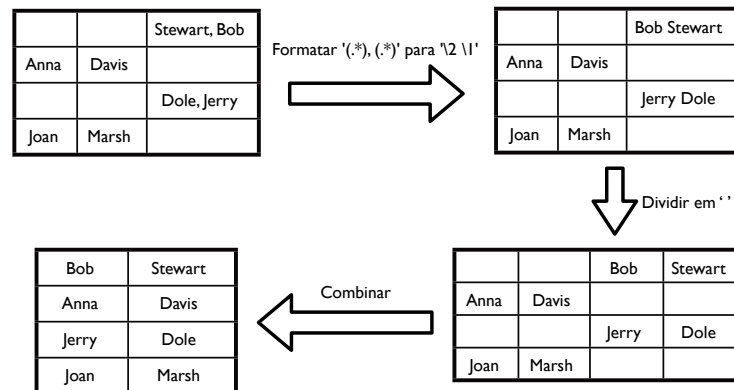 Stewart, Bob
Anna Davis
Dole, Jerry
Joan Marsh
Formatar '(.*), (.*)' para '\2 \1'
Bob Stewart
Anna Davis
Jerry Dole
Joan Marsh
Dividir em ‘ ’
Bob Stewart
Anna Davis
Jerry Dole
Joan Marsh
Combinar
Bob Stewart
Anna Davis
Jerry Dole
Joan Marsh